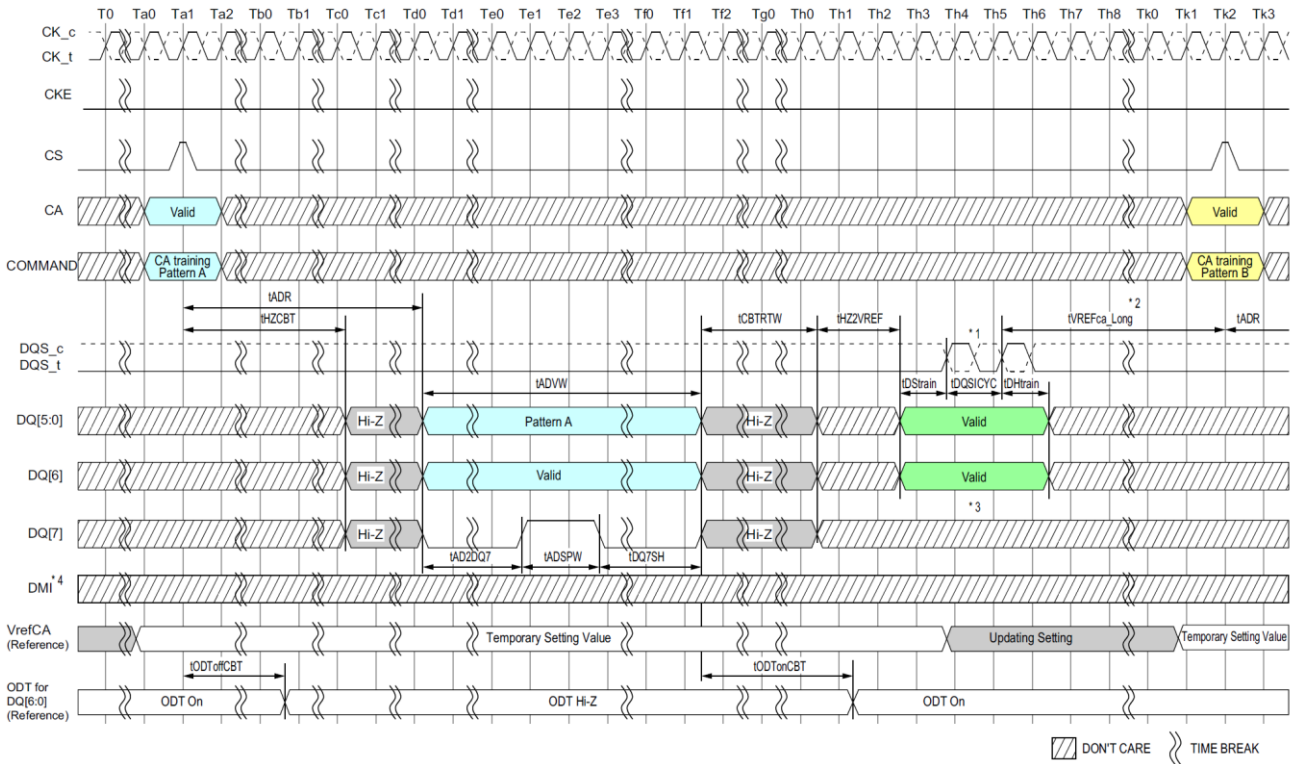 T0 Ta0 Ta1 Ta2 Tb0 Tb1 Tc0 Tc1 Td0 Td1 Te0 Te1 Te2 Te3 Tf0 Tf1 Tg0 Th0 Th1 Th2 Th3 Th4 Th5 Th6 Th7 Th8 Tk0 Tk1 Tk2 Tk3
CK_c
CK_t
CKE
CS
CA Valid Valid
COMMAND CA training Pattern A CA training Pattern B
tADR * 2
tHZCBT tCBTRTW tHZ2VREF * 1 tVREFca_Long tADR
DQS_c
DQS_t
tADVW tDStrain tDQSICYC tDHtrain
DQ[5:0] Hi-Z Pattern A Hi-Z Valid
DQ[6] Hi-Z Valid Hi-Z Valid
* 3
DQ[7] Hi-Z Hi-Z
tAD2DQ7 tADSPW tDQ7SH
DMI* 4
VrefCA
(Reference) Temporary Setting Value Updating Setting Temporary Setting Value
tODToffCBT tODTonCBT
ODT for
DQ[6:0] ODT On ODT Hi-Z ODT On
(Reference)
DON'T CARE TIME BREAK